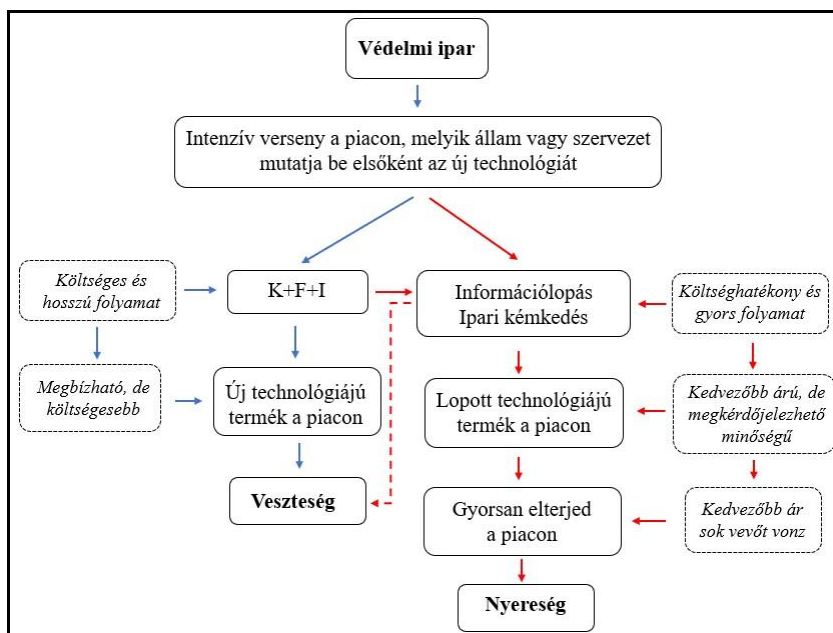 Védelmi ipar
Intenzív verseny a piacon, melyik állam vagy szervezet
mutatja be elsőként az új technológiát
Költséges és
hosszú folyamat
K+F+I
Információlopás
Ipari kémkedés
Költséghatékony és
gyors folyamat
Megbízható, de
költségesebb
Új technológiájú
termék a piacon
Lopott technológiájú
termék a piacon
Kedvezőbb árú, de
megkérdőjelezhető
minőségű
Veszteség
Gyorsan elterjed
a piacon
Kedvezőbb ár
sok vevőt vonz
Nyereség